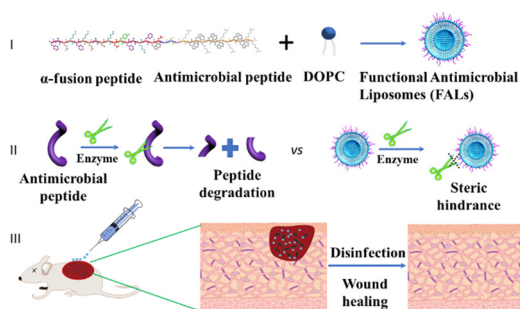 I
α-fusion peptide
Antimicrobial peptide
DOPC
Functional Antimicrobial
Liposomes (FALs)
II
Enzyme
Antimicrobial
peptide
Peptide
degradation
vs
Enzyme
Steric
hindrance
III
Disinfection
Wound
healing